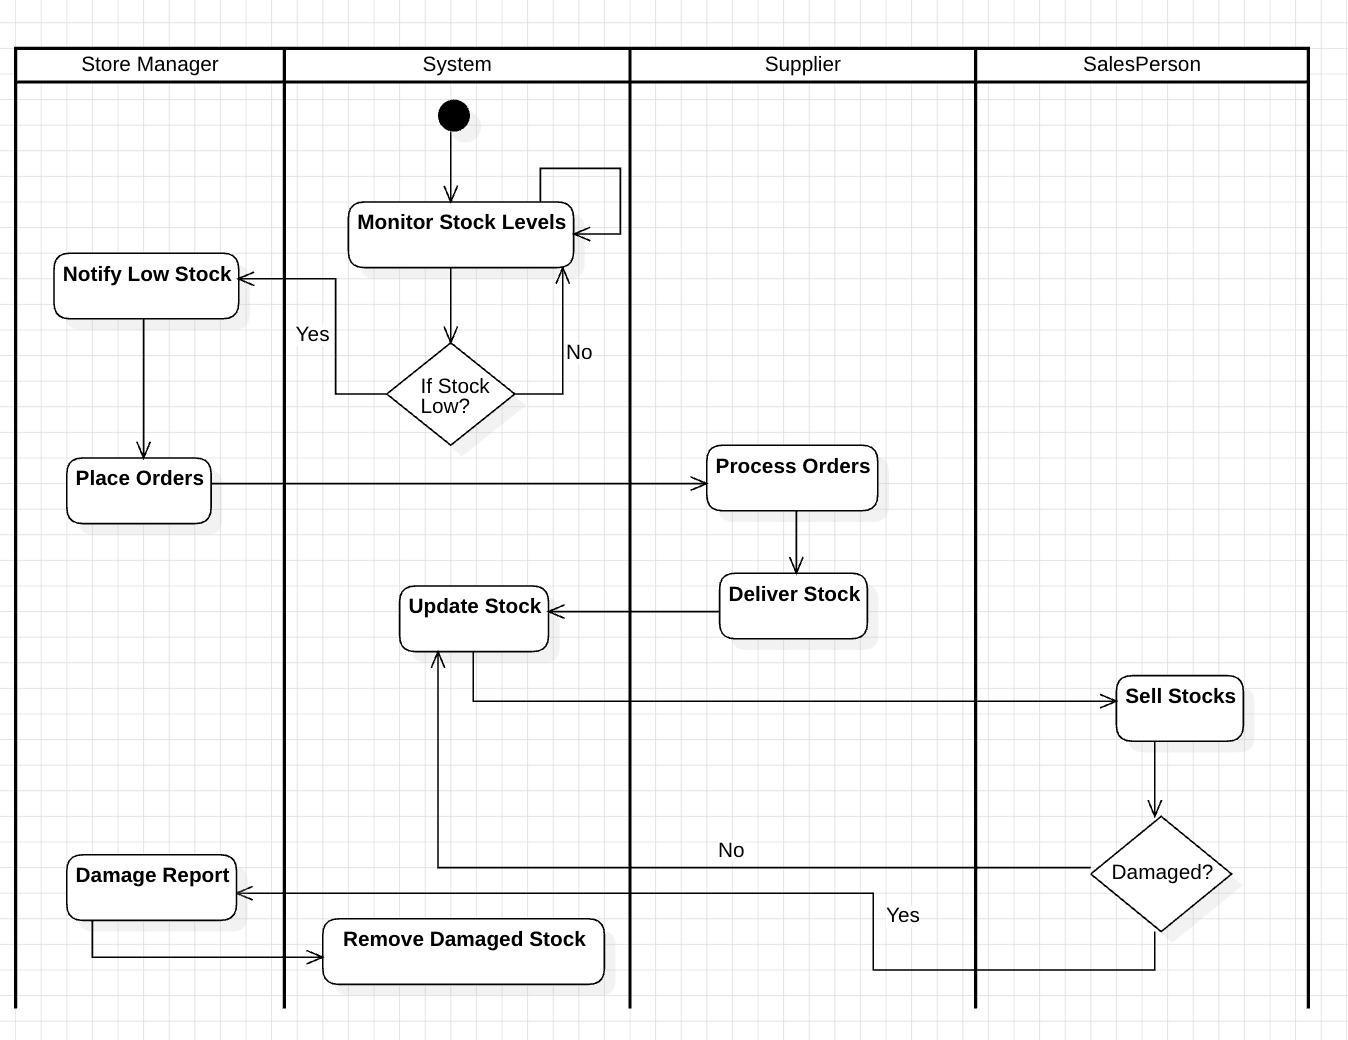 Store Manager
System
Supplier
SalesPerson
Monitor Stock Levels
Notify Low Stock
Yes
No
If Stock
Low?
Place Orders
Process Orders
Update Stock
Deliver Stock
Sell Stocks
No
Damaged?
Damage Report
Yes
Remove Damaged Stock